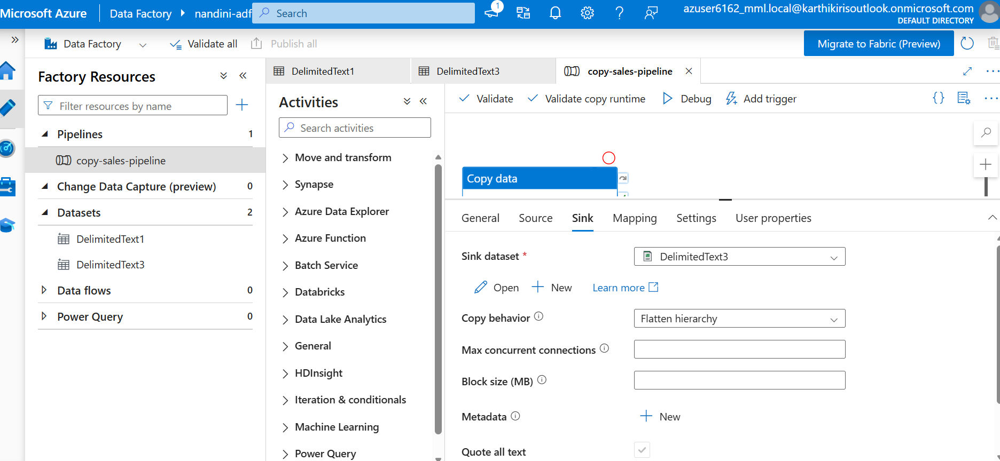 Microsoft Azure
Data Factory
nandini-adf
Search
1
azuser6162_mml.local@karthikirisoutlook.onmicrosoft.com
DEFAULT DIRECTORY
Data Factory
Validate all
Publish all
Migrate to Fabric (Preview)
Factory Resources
Filter resources by name
Pipelines 1
copy-sales-pipeline
Change Data Capture (preview) 0
Datasets 2
DelimitedText1
DelimitedText3
Data flows 0
Power Query 0
DelimitedText1
DelimitedText3
copy-sales-pipeline
Activities
Search activities
Move and transform
Synapse
Azure Data Explorer
Azure Function
Batch Service
Databricks
Data Lake Analytics
General
HDInsight
Iteration & conditionals
Machine Learning
Power Query
Validate
Validate copy runtime
Debug
Add trigger
Copy data
General
Source
Sink
Mapping
Settings
User properties
Sink dataset *
DelimitedText3
Open
New
Learn more
Copy behavior
Flatten hierarchy
Max concurrent connections
Block size (MB)
Metadata
New
Quote all text